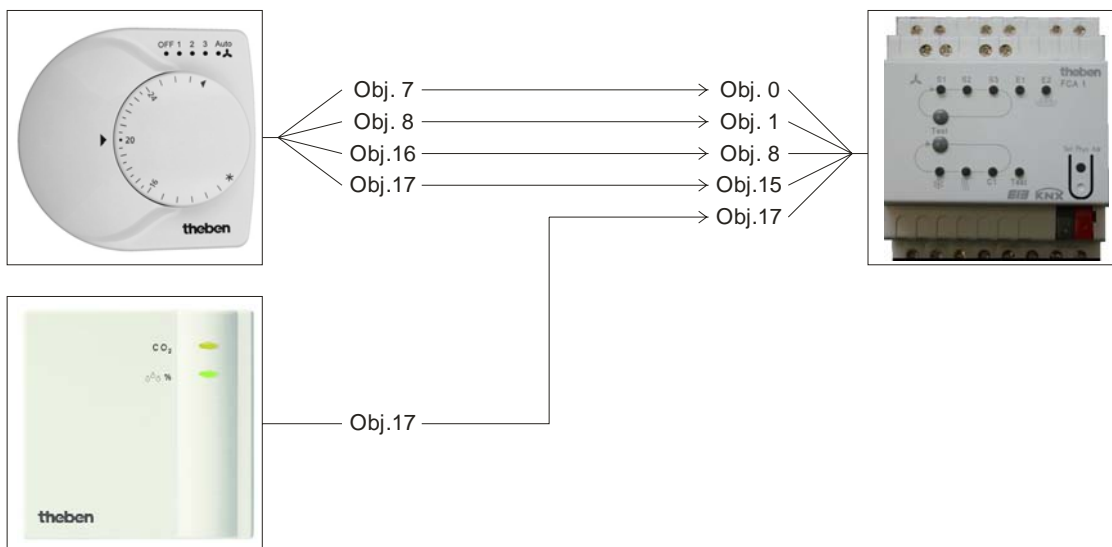 OFF 1 2 3 Auto
24
20
16
theben
Obj. 7
Obj. 8
Obj.16
Obj.17
Obj. 0
Obj. 1
Obj. 8
Obj.15
Obj.17
theben
FCA 1
S1 S2 S3 E1 E2
Test
C1 Test
KNX
CO₂
%
theben
Obj.17